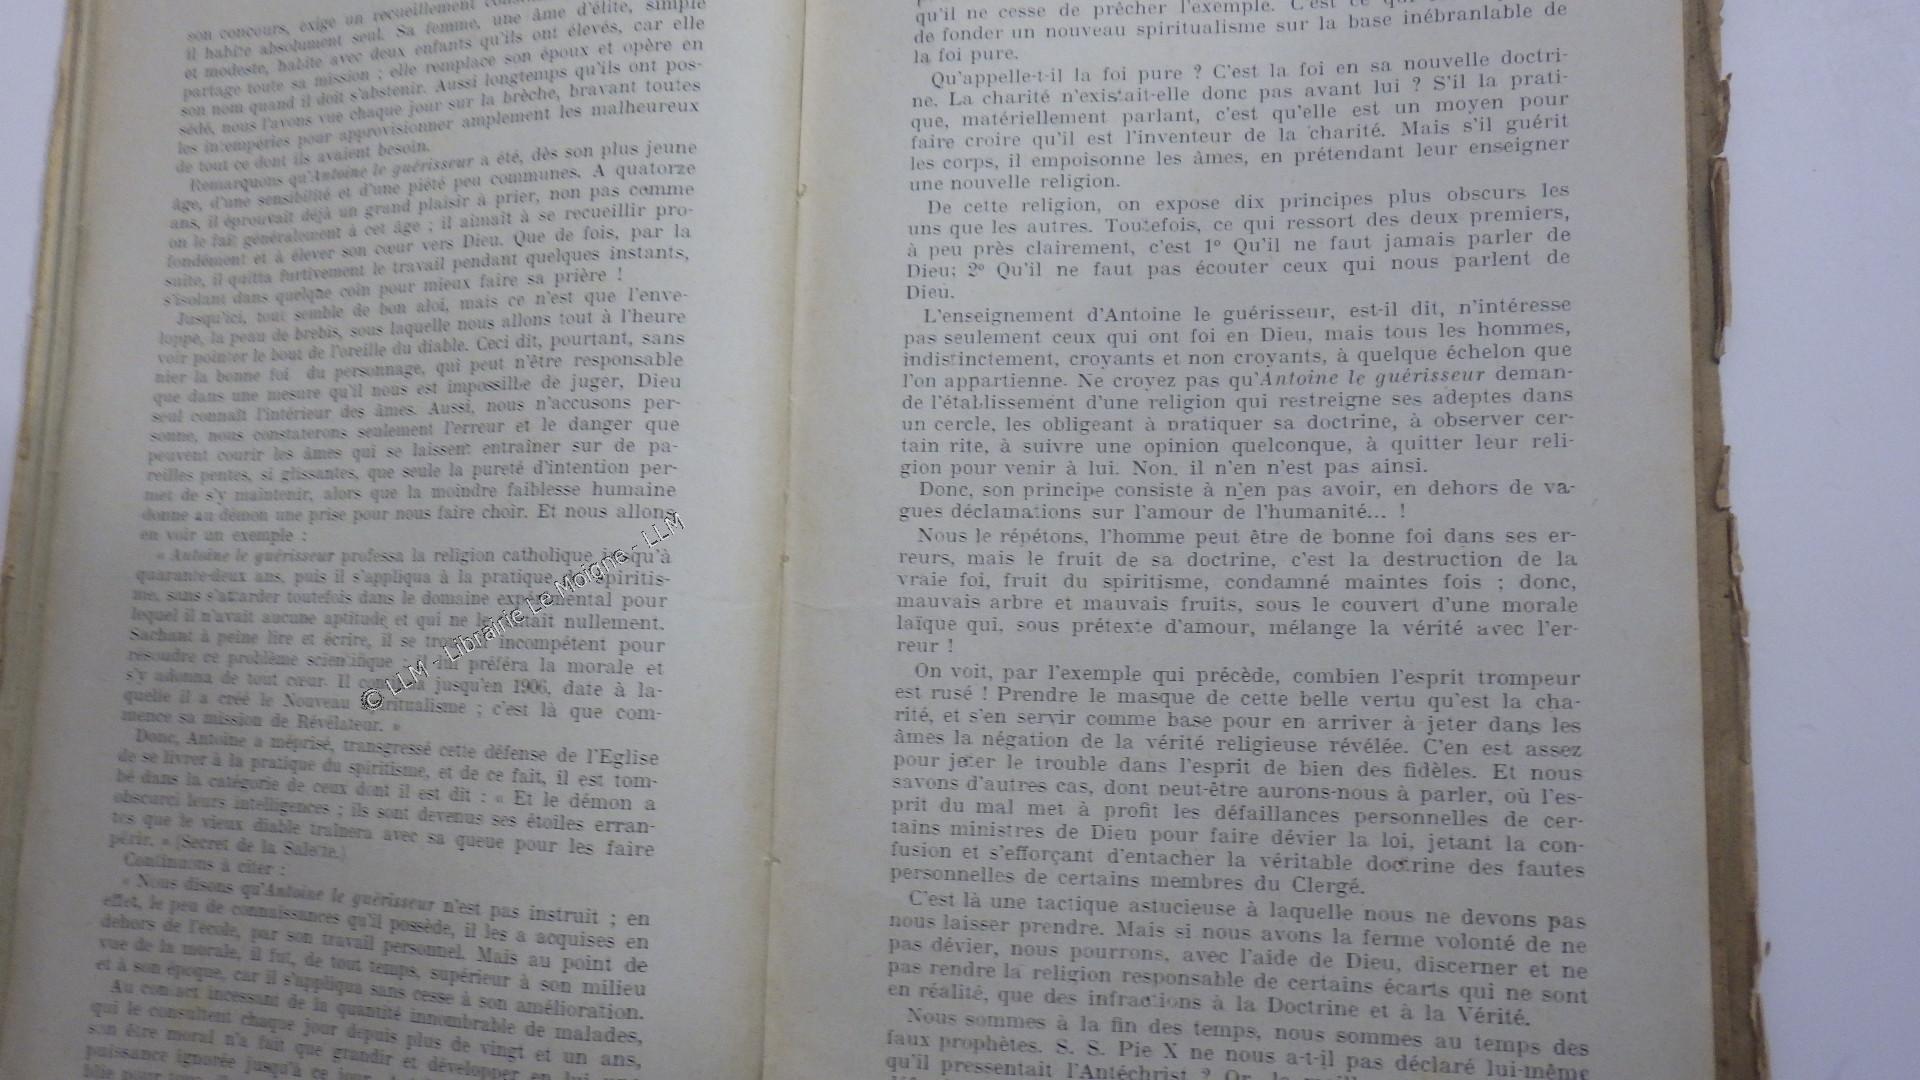 son concours, exige un recueillement
il habite absolument seul. Sa femme, une âme d'élite, simple
et modeste, habite avec deux enfants qu'ils ont élevés, car elle
partage toute sa mission ; elle remplace son époux et opère en
son nom quand il doit s'abstenir. Aussi longtemps qu'ils ont pos-
sédé, nous l'avons vue chaque jour sur la brèche, bravant toutes
les intempéries pour approvisionner amplement les malheureux
de tout ce dont ils avaient besoin.
Remarquons qu'Antoine le guérisseur a été, dès son plus jeune
âge, d'une sensibilité et d'une piété peu communes. A quatorze
ans, il éprouvait déjà un grand plaisir à prier, non pas comme
on le fait généralement à cet âge ; il aimait à se recueillir pro-
fondément et à élever son cœur vers Dieu. Que de fois, par la
suite, il quitta furtivement le travail pendant quelques instants,
s'isolant dans quelque coin pour mieux faire sa prière !
Jusqu'ici, tout semble de bon aloi, mais ce n'est que l'enve-
loppe, la peau de brebis, sous laquelle nous allons tout à l'heure
voir pointer le bout de l'oreille du diable. Ceci dit, pourtant, sans
nier la bonne foi du personnage, qui peut n'être responsable
que dans une mesure qu'il nous est impossilbe de juger, Dieu
seul connaît l'intérieur des âmes. Aussi, nous n'accusons per-
sonne, nous constaterons seulement l'erreur et le danger que
peuvent courir les âmes qui se laissent entraîner sur de pa-
reilles pentes, si glissantes, que seule la pureté d'intention per-
met de s'y maintenir, alors que la moindre faiblesse humaine
donne au démon une prise pour nous faire choir. Et nous allons
en voir un exemple :
« Antoine le guérisseur professa la religion catholique jusqu'à
quarante-deux ans, puis il s'appliqua à la pratique du spiritis-
me, sans s'attarder toutefois dans le domaine expérimental pour
lequel il n'avait aucune aptitude et qui ne le nullement.
Sachant à peine lire et écrire, il se trouva incompétent pour
résoudre ce problème scientifique ; il lui préféra la morale et
s'y adonna de tout cœur. Il continua jusqu'en 1906, date à la-
quelle il a créé le Nouveau Spiritualisme ; c'est là que com-
mence sa mission de Révélateur. »
Donc, Antoine a méprisé, transgressé cette défense de l'Eglise
de se livrer à la pratique du spiritisme, et de ce fait, il est tom-
bé dans la catégorie de ceux dont il est dit : « Et le démon a
obscurci leurs intelligences ; ils sont devenus ses étoiles erran-
tes que le vieux diable traînera avec sa queue pour les faire
périr. » (Secret de la Salette.)
Continuons à citer :
« Nous disons qu'Antoine le guérisseur n'est pas instruit ; en
effet, le peu de connaissances qu'il possède, il les a acquises en
dehors de l'école, par son travail personnel. Mais au point de
vue de la morale, il fut, de tout temps, supérieur à son milieu
et à son époque, car il s'appliqua sans cesse à son amélioration.
Au contact incessant de la quantité innombrable de malades,
qui le consultent chaque jour depuis plus de vingt et un ans,
son être moral n'a fait que grandir et développer en lui une
puissance ignorée jusqu'à ce jour
© LLM - Librairie Le Moigne - LLM
qu'il ne cesse de prêcher l'exemple. C'est ce
de fonder un nouveau spiritualisme sur la base inébranlable de
la foi pure.
Qu'appelle-t-il la foi pure ? C'est la foi en sa nouvelle doctri-
ne. La charité n'existait-elle donc pas avant lui ? S'il la prati-
que, matériellement parlant, c'est qu'elle est un moyen pour
faire croire qu'il est l'inventeur de la charité. Mais s'il guérit
les corps, il empoisonne les âmes, en prétendant leur enseigner
une nouvelle religion.
De cette religion, on expose dix principes plus obscurs les
uns que les autres. Toutefois, ce qui ressort des deux premiers,
à peu près clairement, c'est 1° Qu'il ne faut jamais parler de
Dieu; 2° Qu'il ne faut pas écouter ceux qui nous parlent de
Dieu.
L'enseignement d'Antoine le guérisseur, est-il dit, n'intéresse
pas seulement ceux qui ont foi en Dieu, mais tous les hommes,
indistinctement, croyants et non croyants, à quelque échelon que
l'on appartienne. Ne croyez pas qu'Antoine le guérisseur deman-
de l'établissement d'une religion qui restreigne ses adeptes dans
un cercle, les obligeant à pratiquer sa doctrine, à observer cer-
tain rite, à suivre une opinion quelconque, à quitter leur reli-
gion pour venir à lui. Non, il n'en n'est pas ainsi.
Donc, son principe consiste à n'en pas avoir, en dehors de va-
gues déclamations sur l'amour de l'humanité... !
Nous le répétons, l'homme peut être de bonne foi dans ses er-
reurs, mais le fruit de sa doctrine, c'est la destruction de la
vraie foi, fruit du spiritisme, condamné maintes fois ; donc,
mauvais arbre et mauvais fruits, sous le couvert d'une morale
laïque qui, sous prétexte d'amour, mélange la vérité avec l'er-
reur !
On voit, par l'exemple qui précède, combien l'esprit trompeur
est rusé ! Prendre le masque de cette belle vertu qu'est la cha-
rité, et s'en servir comme base pour en arriver à jeter dans les
âmes la négation de la vérité religieuse révélée. C'en est assez
pour jeter le trouble dans l'esprit de bien des fidèles. Et nous
savons d'autres cas, dont peut-être aurons-nous à parler, où l'es-
prit du mal met à profit les défaillances personnelles de cer-
tains ministres de Dieu pour faire dévier la loi, jetant la con-
fusion et s'efforçant d'entacher la véritable doctrine des fautes
personnelles de certains membres du Clergé.
C'est là une tactique astucieuse à laquelle nous ne devons pas
nous laisser prendre. Mais si nous avons la ferme volonté de ne
pas dévier, nous pourrons, avec l'aide de Dieu, discerner et ne
pas rendre la religion responsable de certains écarts qui ne sont
en réalité, que des infractions à la Doctrine et à la Vérité.
Nous sommes à la fin des temps, nous sommes au temps des
faux prophètes. S. S. Pie X ne nous a-t-il pas déclaré lui-même
qu'il pressentait l'Antéchrist ? Or,